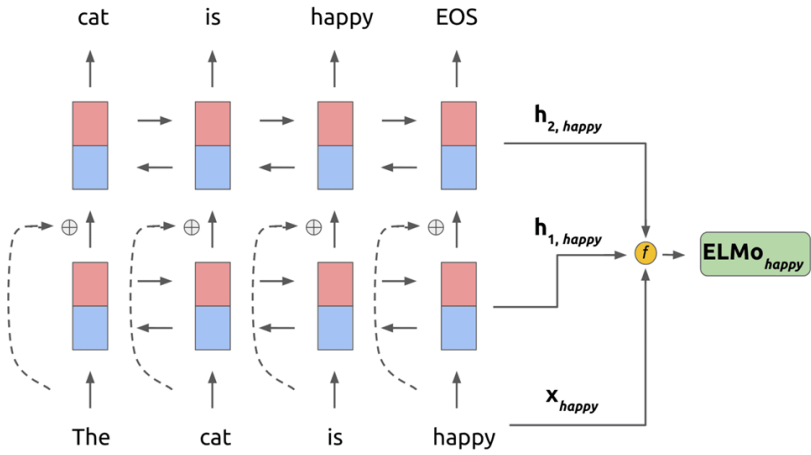 cat is happy EOS
h2, happy
h1, happy
f ELMohappy
xhappy
The cat is happy